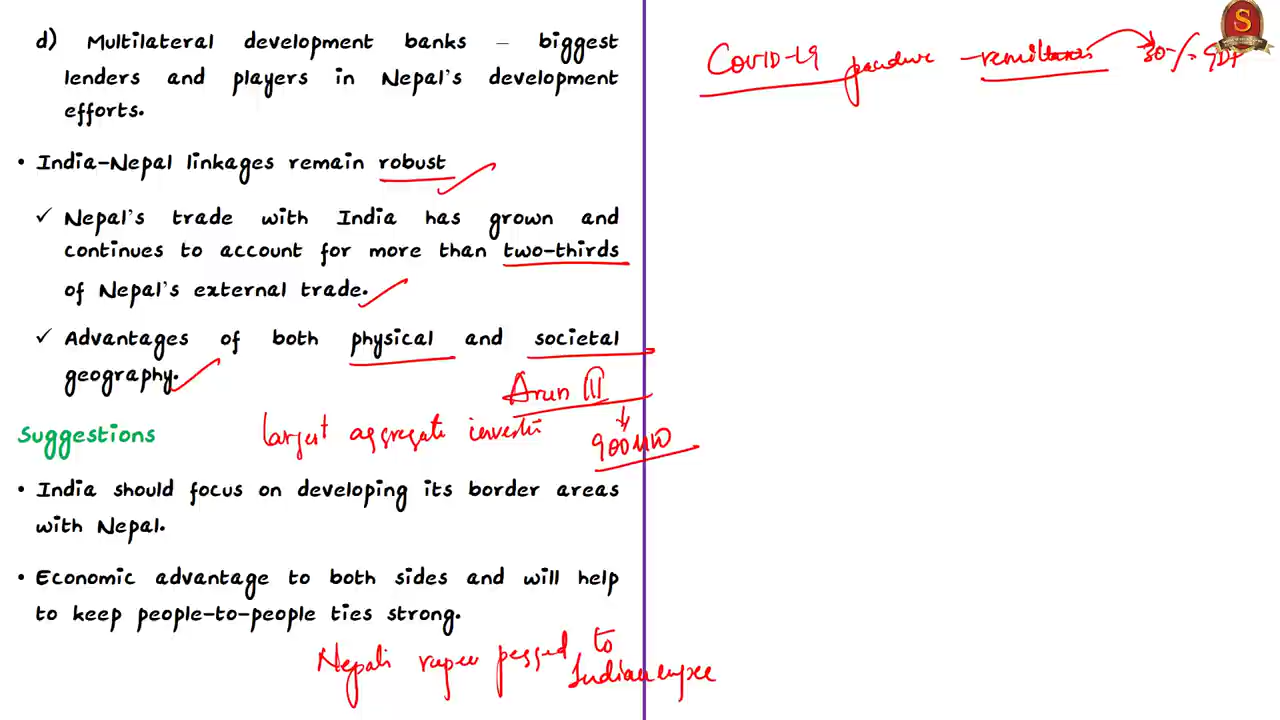 d) Multilateral development banks – biggest
lenders and players in Nepal's development
efforts.
• India-Nepal linkages remain robust
✓ Nepal's trade with India has grown and
continues to account for more than two-thirds
of Nepal's external trade.
✓ Advantages of both physical and societal
geography.
Arun III
900MW
largest aggregate
Suggestions
• India should focus on developing its border areas
with Nepal.
• Economic advantage to both sides and will help
to keep people-to-people ties strong.
Nepali rupee pegged to
Indian rupee
COVID-19 30% GDP
S